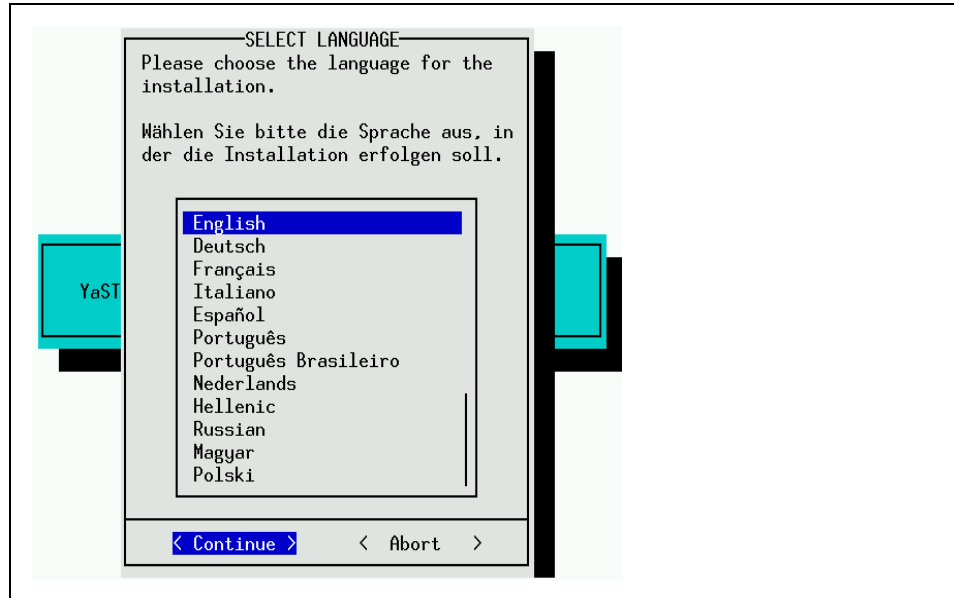 SELECT LANGUAGE
Please choose the language for the
installation.
Wählen Sie bitte die Sprache aus, in
der die Installation erfolgen soll.
English
Deutsch
Français
Italiano
Español
Português
Português Brasileiro
Nederlands
Hellenic
Russian
Magyar
Polski
YaST
< Continue > < Abort >